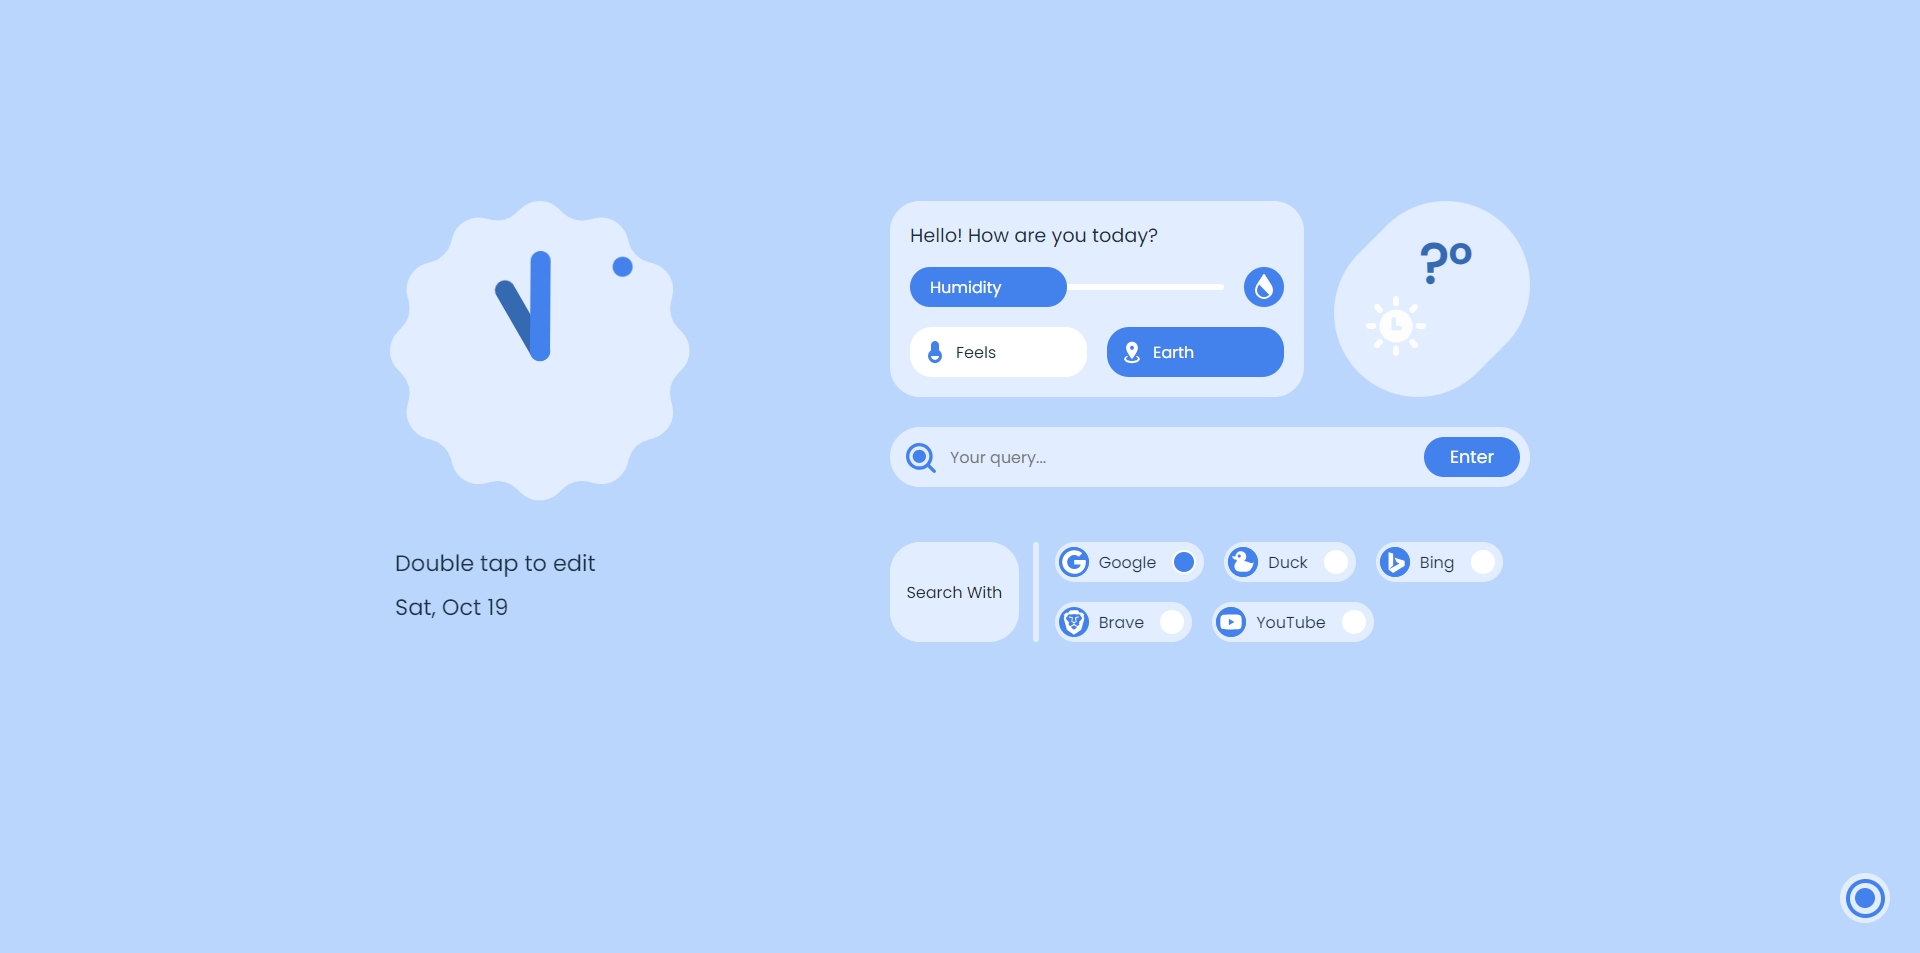 Hello! How are you today?
Humidity
Feels
Earth
?°
Your query...
Enter
Double tap to edit
Sat, Oct 19
Search With
Google
Duck
Bing
Brave
YouTube